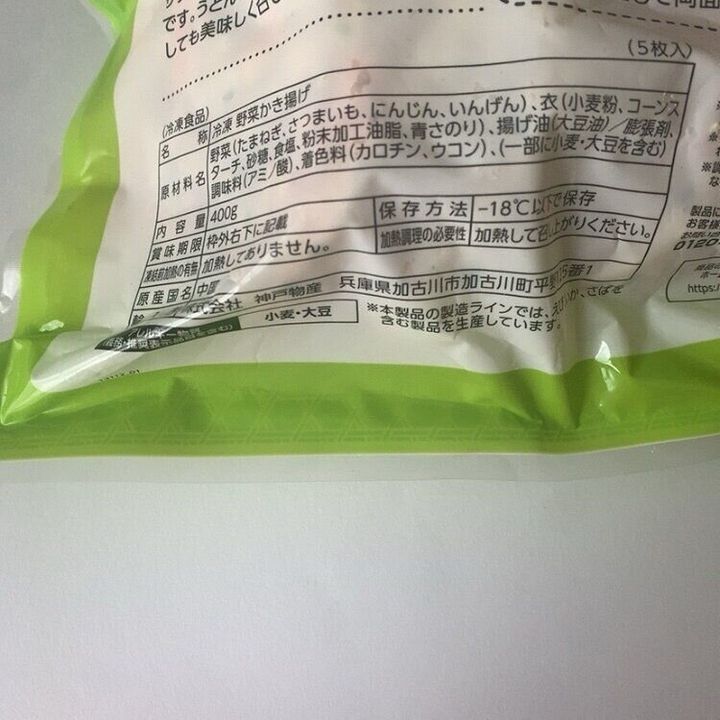 です。うどん
しても美味しく召し
(5枚入)
(冷凍食品)
名 称 冷凍 野菜かき揚げ
原材料名 野菜(たまねぎ、さつまいも、にんじん、いんげん)、衣(小麦粉、コーンス
ターチ、砂糖、食塩、粉末加工油脂、青さのり)、揚げ油(大豆油)/膨張剤、
調味料(アミノ酸)、着色料(カロチン、ウコン)、(一部に小麦・大豆を含む)
内 容 量 400g
保存方法 -18℃以下で保存
賞味期限 枠外右下に記載
加熱調理の必要性 加熱して召し上がりください。
凍結前加熱の有無 加熱してありません。
原産国名 中国
株式会社 神戸物産 兵庫県加古川市加古川町平野15番1
小麦・大豆
※本製品の製造ラインでは、えび、いか、さばを
含む製品を生産しています。
製品に
お客様
0120
https:/